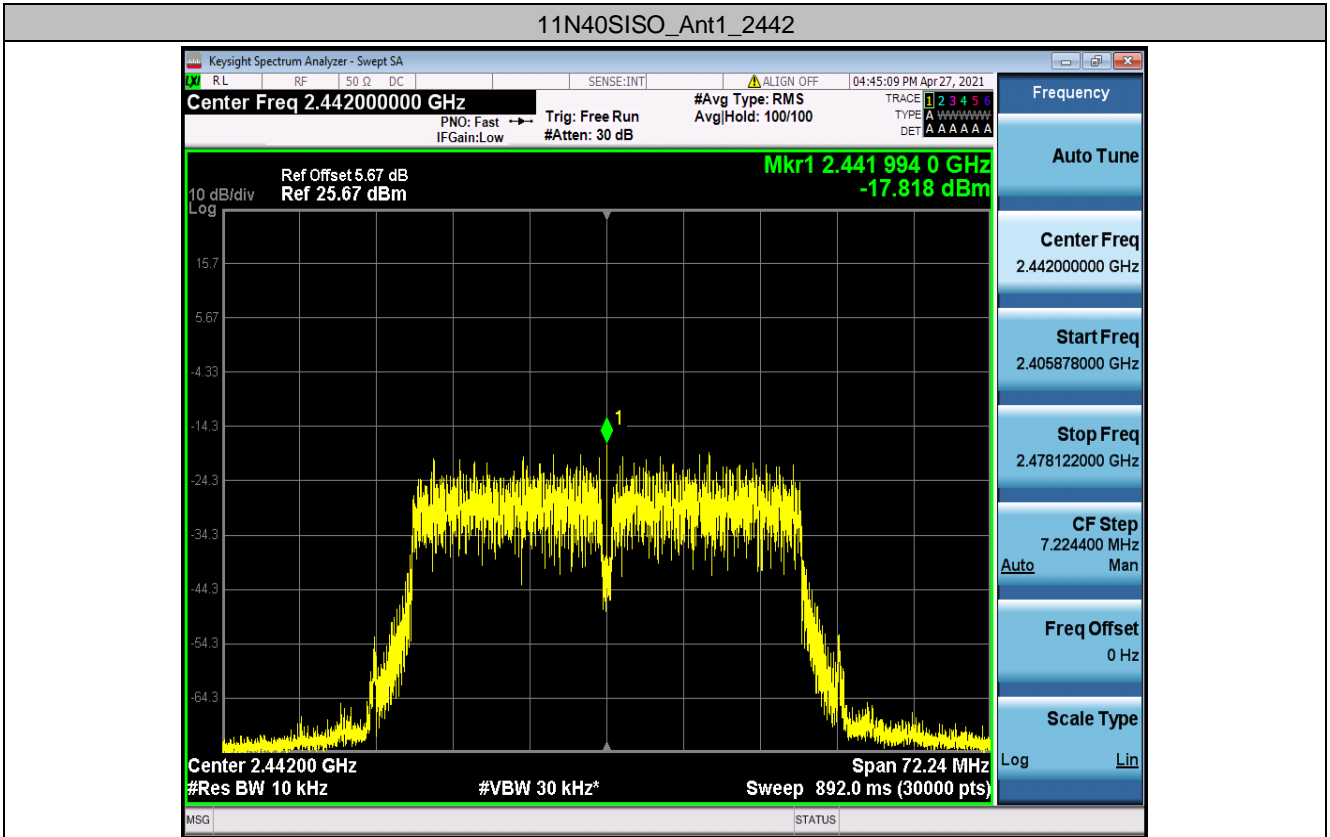 11N40SISO_Ant1_2442
Keysight Spectrum Analyzer - Swept SA
LXI RL RF 50 Ω DC SENSE:INT ALIGN OFF 04:45:09 PM Apr 27, 2021
Center Freq 2.442000000 GHz
PNO: Fast
IFGain:Low
Trig: Free Run
#Atten: 30 dB
#Avg Type: RMS
Avg|Hold: 100/100
TRACE 1 2 3 4 5 6
TYPE A WWWWW
DET A A A A A A
Mkr1 2.441 994 0 GHz
-17.818 dBm
Ref Offset 5.67 dB
10 dB/div Ref 25.67 dBm
Log
15.7
5.67
-4.33
1
-14.3
-24.3
-34.3
-44.3
-54.3
-64.3
Center 2.44200 GHz Span 72.24 MHz
#Res BW 10 kHz #VBW 30 kHz* Sweep 892.0 ms (30000 pts)
MSG STATUS
Frequency
Auto Tune
Center Freq
2.442000000 GHz
Start Freq
2.405878000 GHz
Stop Freq
2.478122000 GHz
CF Step
7.224400 MHz
Auto Man
Freq Offset
0 Hz
Scale Type
Log Lin